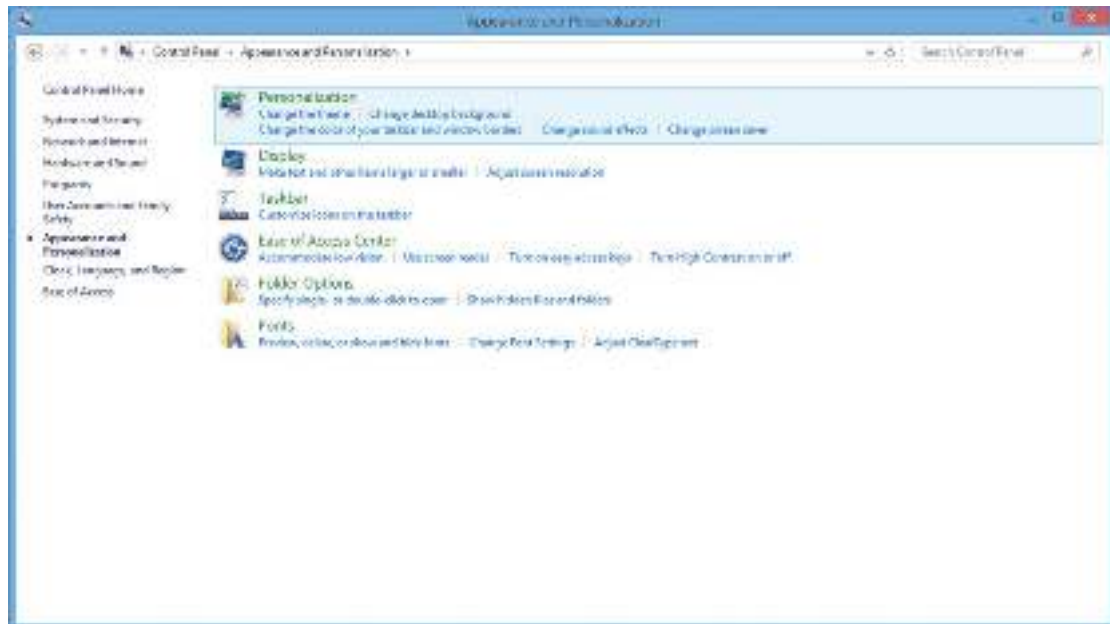 Appearance and Personalization
Control Panel Appearance and Personalization
Search Control Panel
Control Panel Home
System and Security
Network and Internet
Hardware and Sound
Programs
User Accounts and Family
Safety
Appearance and
Personalization
Clock, Language, and Region
Ease of Access
Personalization
Change the theme Change desktop background
Change the color of your taskbar and window borders Change sound effects Change screen saver
Display
Make text and other items larger or smaller Adjust screen resolution
Taskbar
Customize icons on the taskbar
Ease of Access Center
Accommodate low vision Use screen reader Turn on easy access keys Turn High Contrast on or off
Folder Options
Specify single- or double-click to open Show hidden files and folders
Fonts
Preview, delete, or show and hide fonts Change Font Settings Adjust ClearType text